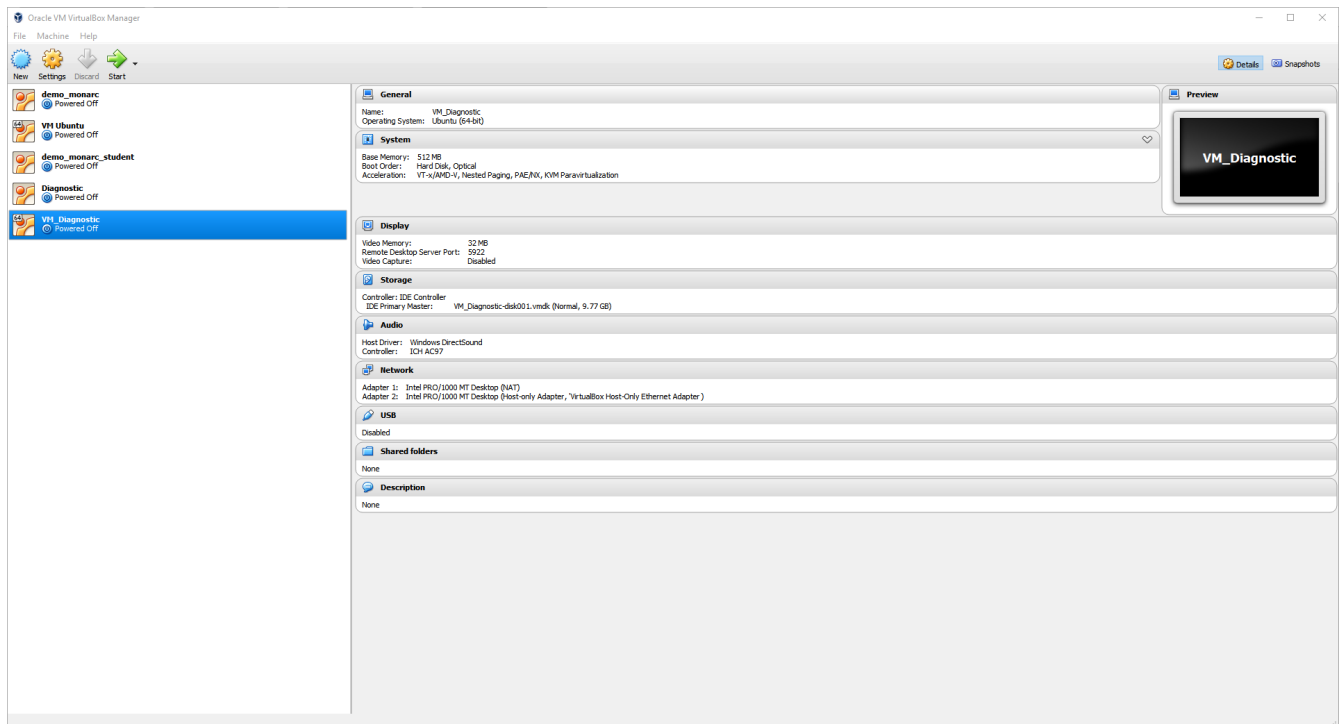 Oracle VM VirtualBox Manager
File Machine Help
New Settings Discard Start
Details Snapshots
demo_monarc
Powered Off
64
VM Ubuntu
Powered Off
demo_monarc_student
Powered Off
Diagnostic
Powered Off
64
VM_Diagnostic
Powered Off
General
Name: VM_Diagnostic
Operating System: Ubuntu (64-bit)
System
Base Memory: 512 MB
Boot Order: Hard Disk, Optical
Acceleration: VT-x/AMD-V, Nested Paging, PAE/NX, KVM Paravirtualization
Preview
VM_Diagnostic
Display
Video Memory: 32 MB
Remote Desktop Server Port: 5922
Video Capture: Disabled
Storage
Controller: IDE Controller
IDE Primary Master: VM_Diagnostic-disk001.vmdk (Normal, 9.77 GB)
Audio
Host Driver: Windows DirectSound
Controller: ICH AC97
Network
Adapter 1: Intel PRO/1000 MT Desktop (NAT)
Adapter 2: Intel PRO/1000 MT Desktop (Host-only Adapter, 'VirtualBox Host-Only Ethernet Adapter')
USB
Disabled
Shared folders
None
Description
None